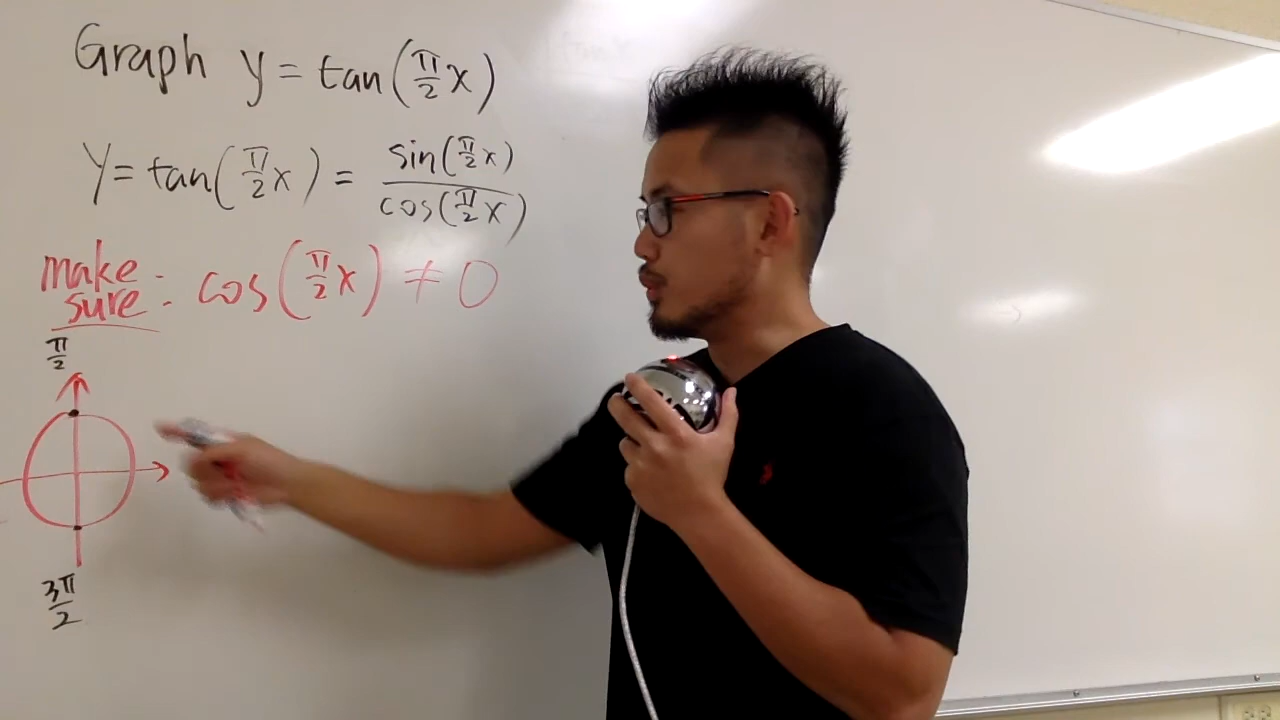 Graph y = tan(π/2 x)
y = tan(π/2 x) = sin(π/2 x) / cos(π/2 x)
make sure: cos(π/2 x) ≠ 0
π/2
3π/2